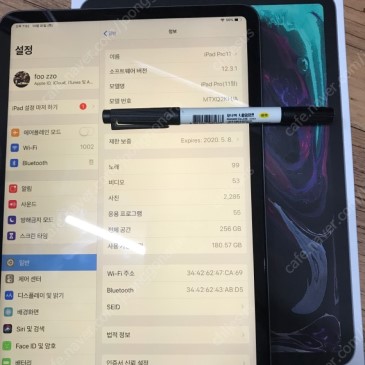 설정
일반
정보
foo zzo
Apple ID, iCloud, iTunes 및 A...
iPad 설정 마저 하기
1
에어플레인 모드
Wi-Fi
1002
Bluetooth
켬
알림
사운드
방해금지 모드
스크린 타임
일반
제어 센터
디스플레이 및 밝기
배경화면
Siri 및 검색
Face ID 및 암호
배터리
이름
iPad Pro11
소프트웨어 버전
12.3.1
모델명
iPad Pro(11형)
모델 번호
제한 보증
Expires: 2020. 5. 8.
노래
99
비디오
53
사진
2,285
응용 프로그램
55
전체 공간
256 GB
사용 가능 공간
180.57 GB
Wi-Fi 주소
34:42:62:47:CA:69
Bluetooth
34:42:62:43:AB:D5
SEID
법적 정보
인증서 신뢰 설정
cafe.naver.com/joonggonara